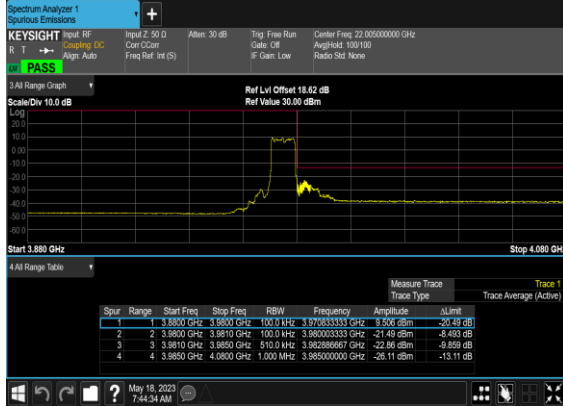 Spectrum Analyzer 1
Spurious Emissions
+
KEYSIGHT Input: RF
R T
Coupling: DC
Align: Auto
Input Z: 50 Ω
Corr CCorr
Freq Ref: Int (S)
Atten: 30 dB
Trig: Free Run
Gate: Off
IF Gain: Low
Center Freq: 22.005000000 GHz
Avg|Hold: 100/100
Radio Std: None
PASS
3 All Range Graph
Ref Lvl Offset 18.62 dB
Scale/Div 10.0 dB
Ref Value 30.00 dBm
Log
20.0
10.0
0.00
-10.0
-20.0
-30.0
-40.0
-50.0
-60.0
Start 3.880 GHz
Stop 4.080 GHz
4 All Range Table
Measure Trace Trace 1
Trace Type Trace Average (Active)
Spur Range Start Freq Stop Freq RBW Frequency Amplitude ΔLimit
1 1 3.8800 GHz 3.9800 GHz 100.0 kHz 3.970833333 GHz 9.506 dBm -20.49 dB
2 2 3.9800 GHz 3.9810 GHz 100.0 kHz 3.980003333 GHz -21.49 dBm -8.493 dB
3 3 3.9810 GHz 3.9850 GHz 510.0 kHz 3.982886667 GHz -22.86 dBm -9.859 dB
4 4 3.9850 GHz 4.0800 GHz 1.000 MHz 3.985000000 GHz -26.11 dBm -13.11 dB
May 18, 2023
7:44:34 AM